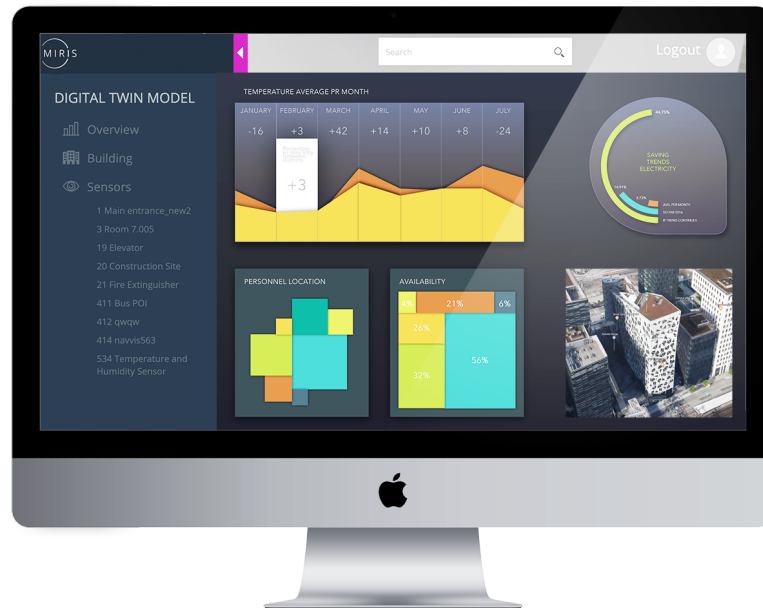 MIRIS
Search
Logout
DIGITAL TWIN MODEL
Overview
Building
Sensors
1 Main entrance_new2
3 Room 7.005
19 Elevator
20 Construction Site
21 Fire Extinguisher
411 Bus POI
412 qwqw
414 navvis563
534 Temperature and
Humidity Sensor
TEMPERATURE AVERAGE PR MONTH
JANUARY FEBRUARY MARCH APRIL MAY JUNE JULY
-16 +3 +42 +14 +10 +8 -24
+3
SAVING
TRENDS
ELECTRICITY
PERSONNEL LOCATION
AVAILABILITY
4% 21% 6%
26%
56%
32%